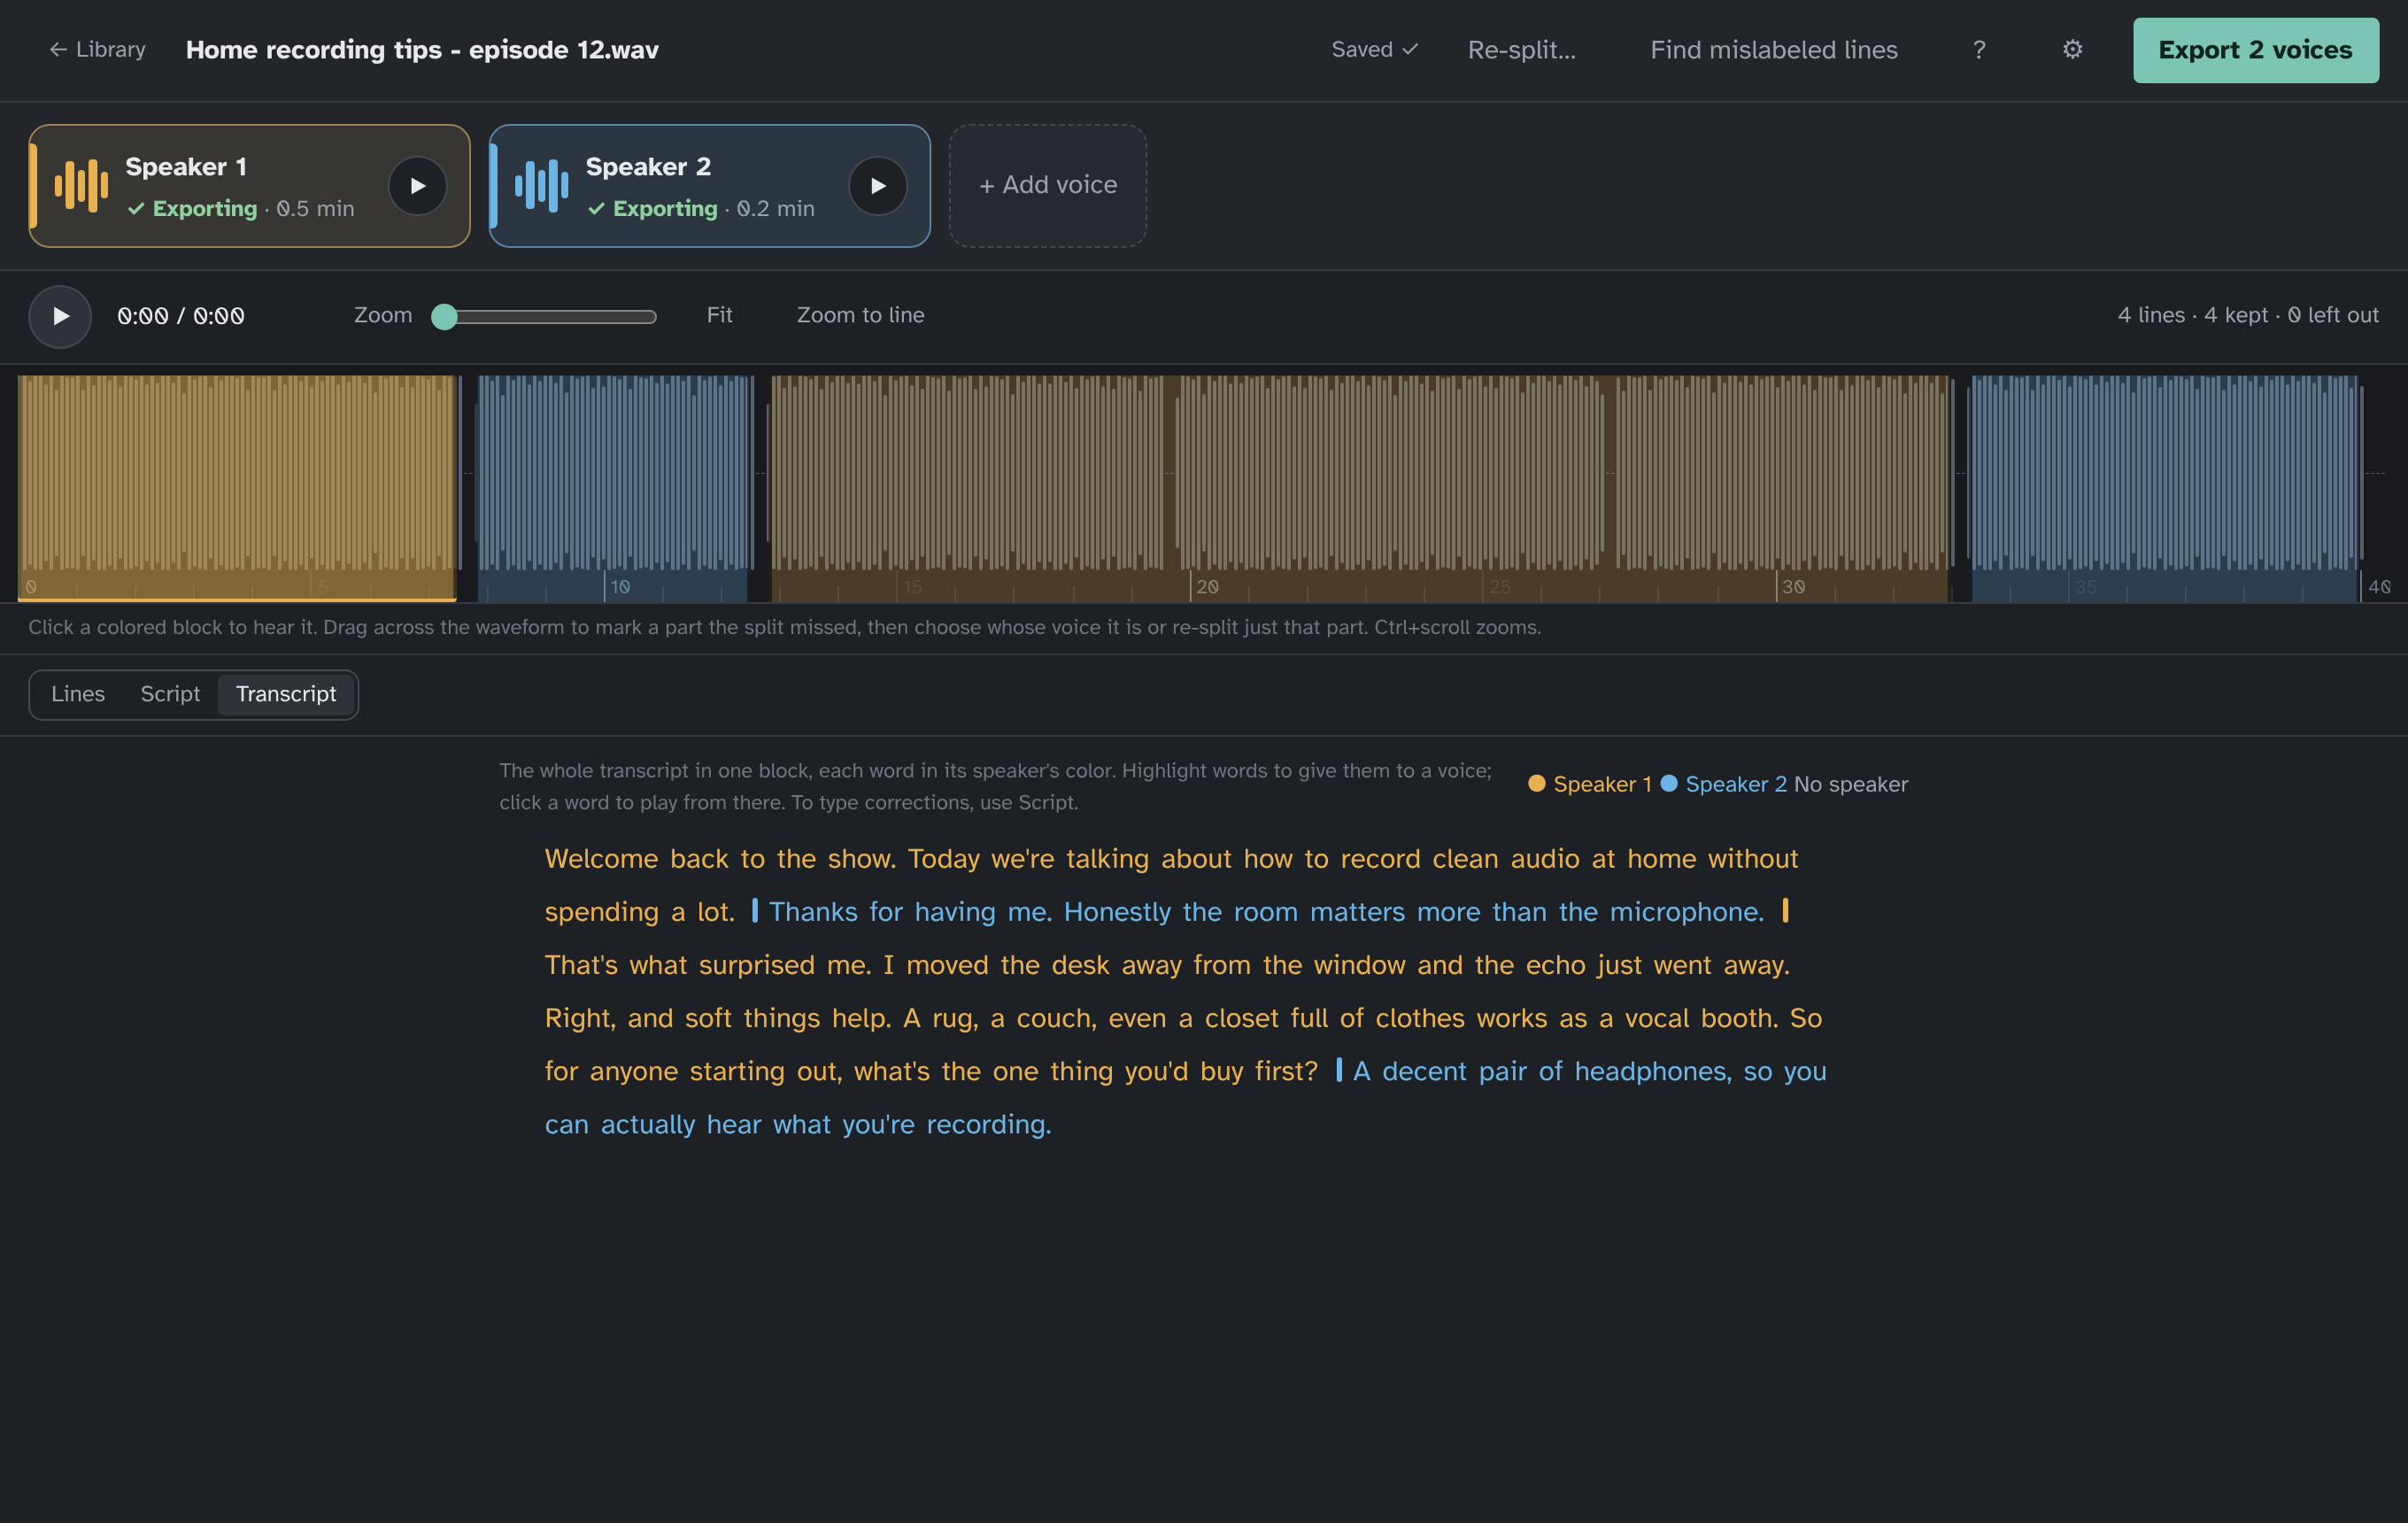 ← Library
Home recording tips - episode 12.wav
Saved ✓
Re-split...
Find mislabeled lines
?
Export 2 voices
Speaker 1
✓ Exporting · 0.5 min
Speaker 2
✓ Exporting · 0.2 min
+ Add voice
0:00 / 0:00
Zoom
Fit
Zoom to line
4 lines · 4 kept · 0 left out
0 5 10 15 20 25 30 35 40
Click a colored block to hear it. Drag across the waveform to mark a part the split missed, then choose whose voice it is or re-split just that part. Ctrl+scroll zooms.
Lines
Script
Transcript
The whole transcript in one block, each word in its speaker's color. Highlight words to give them to a voice;
click a word to play from there. To type corrections, use Script.
Speaker 1 Speaker 2 No speaker
Welcome back to the show. Today we're talking about how to record clean audio at home without
spending a lot. Thanks for having me. Honestly the room matters more than the microphone.
That's what surprised me. I moved the desk away from the window and the echo just went away.
Right, and soft things help. A rug, a couch, even a closet full of clothes works as a vocal booth. So
for anyone starting out, what's the one thing you'd buy first? A decent pair of headphones, so you
can actually hear what you're recording.